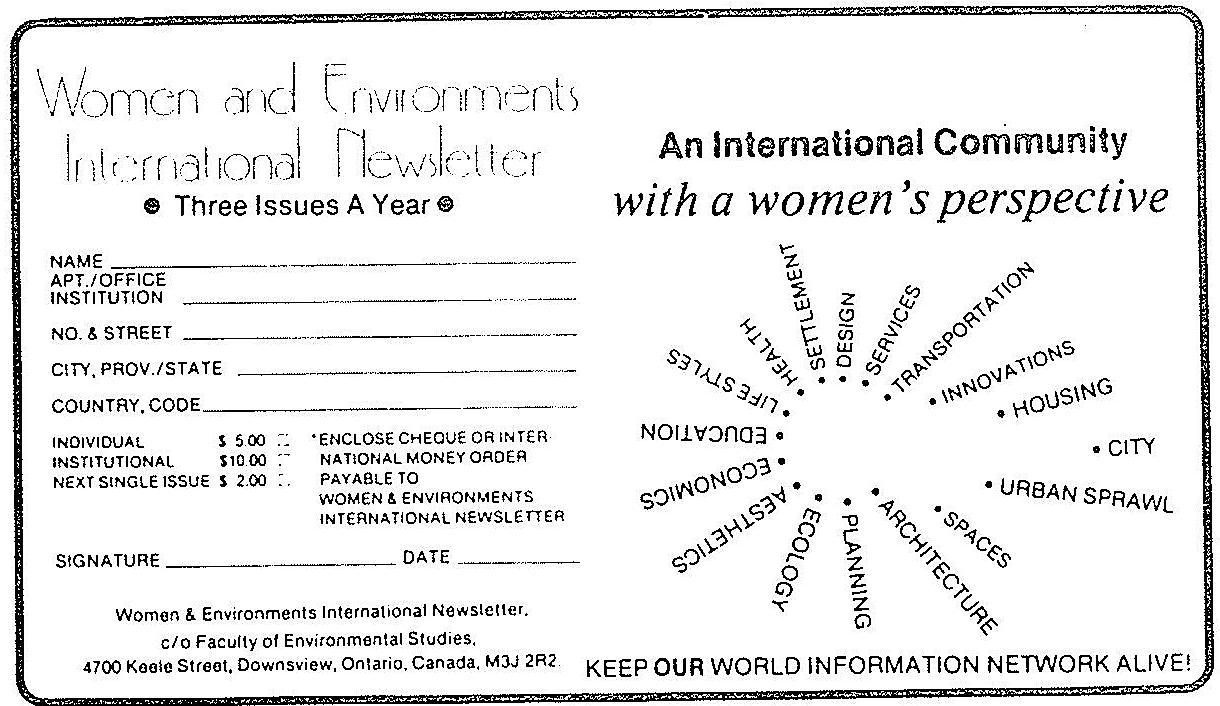 Women and Environments
International Newsletter
• Three Issues A Year •
NAME
APT./OFFICE
INSTITUTION
NO. & STREET
CITY, PROV./STATE
COUNTRY, CODE
INDIVIDUAL $ 5.00
INSTITUTIONAL $10.00
NEXT SINGLE ISSUE $ 2.00
*ENCLOSE CHEQUE OR INTER
NATIONAL MONEY ORDER
PAYABLE TO
WOMEN & ENVIRONMENTS
INTERNATIONAL NEWSLETTER
SIGNATURE DATE
Women & Environments International Newsletter,
c/o Faculty of Environmental Studies,
4700 Keele Street, Downsview, Ontario, Canada, M3J 2R2
An International Community
with a women's perspective
• SETTLEMENT
• DESIGN
• SERVICES
• TRANSPORTATION
• INNOVATIONS
• HOUSING
• CITY
• URBAN SPRAWL
• SPACES
• ARCHITECTURE
• PLANNING
• ECOLOGY
• AESTHETICS
• ECONOMICS
• EDUCATION
• LIFE STYLES
• HEALTH
KEEP OUR WORLD INFORMATION NETWORK ALIVE!